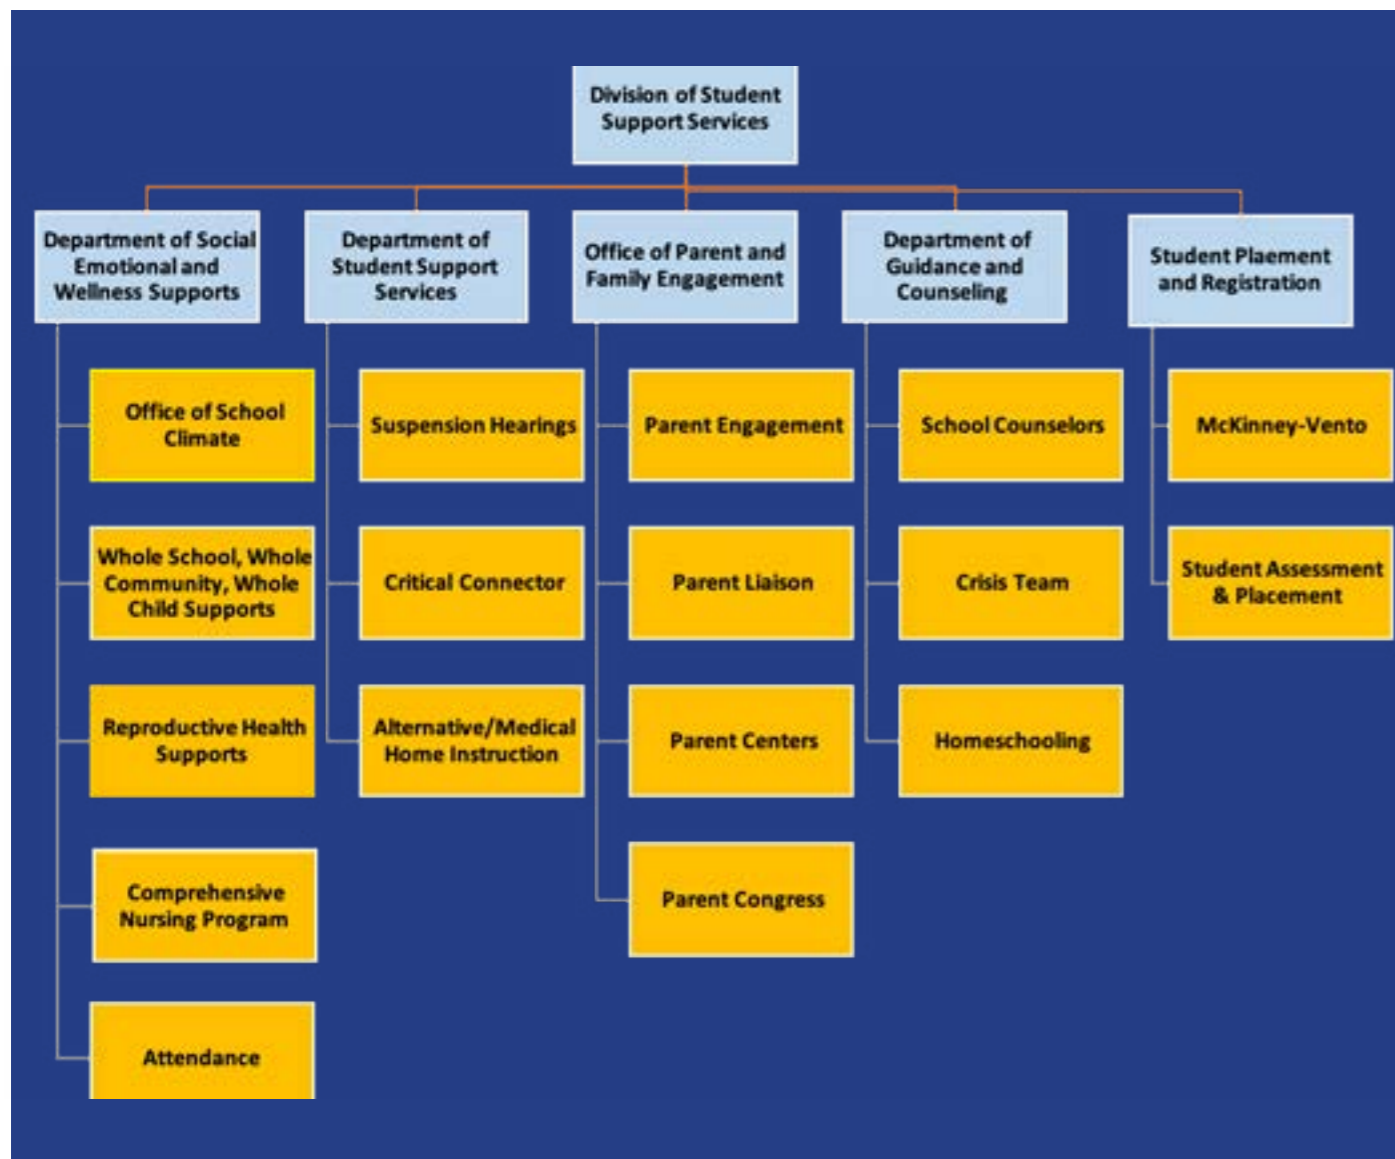 Division of Student
Support Services
Department of Social
Emotional and
Wellness Supports
Department of
Student Support
Services
Office of Parent and
Family Engagement
Department of
Guidance and
Counseling
Student Plaement
and Registration
Office of School
Climate
Suspension Hearings
Parent Engagement
School Counselors
McKinney-Vento
Whole School, Whole
Community, Whole
Child Supports
Critical Connector
Parent Liaison
Crisis Team
Student Assessment
& Placement
Reproductive Health
Supports
Alternative/Medical
Home Instruction
Parent Centers
Homeschooling
Comprehensive
Nursing Program
Parent Congress
Attendance